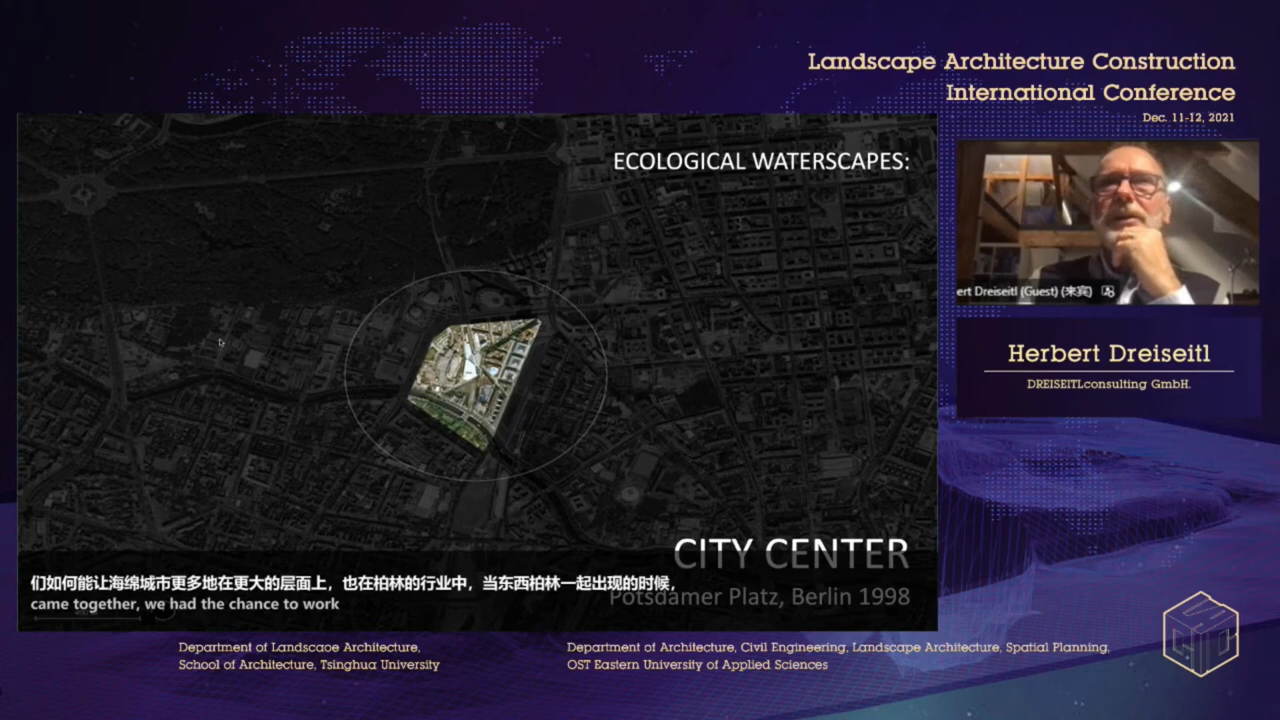 Landscape Architecture Construction
International Conference
Dec. 11-12, 2021
ECOLOGICAL WATERSCAPES:
ert Dreiseitl (Guest) (来宾)
Herbert Dreiseitl
DREISEITLconsulting GmbH.
CITY CENTER
Potsdamer Platz, Berlin 1998
们如何能让海绵城市更多地在更大的层面上，也在柏林的行业中，当东西柏林一起出现的时候，
came together, we had the chance to work
Department of Landscape Architecture,
School of Architecture, Tsinghua University
Department of Architecture, Civil Engineering, Landscape Architecture, Spatial Planning,
OST Eastern University of Applied Sciences